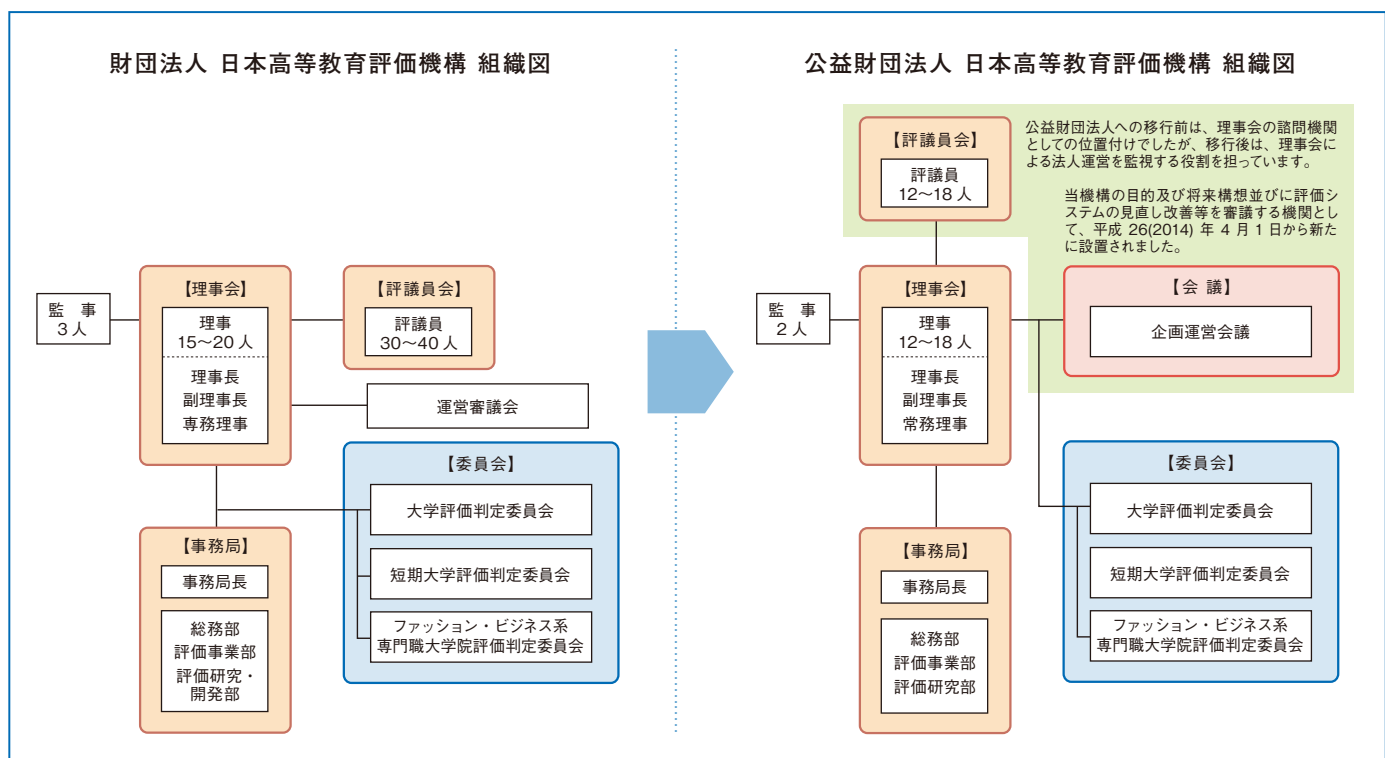 財団法人 日本高等教育評価機構 組織図
監 事
3人
【理事会】
理事
15〜20人
理事長
副理事長
専務理事
【評議員会】
評議員
30〜40人
運営審議会
【委員会】
大学評価判定委員会
短期大学評価判定委員会
ファッション・ビジネス系
専門職大学院評価判定委員会
【事務局】
事務局長
総務部
評価事業部
評価研究・
開発部
公益財団法人 日本高等教育評価機構 組織図
【評議員会】
評議員
12〜18人
公益財団法人への移行前は、理事会の諮問機関
としての位置付けでしたが、移行後は、理事会に
よる法人運営を監視する役割を担っています。
当機構の目的及び将来構想並びに評価シ
ステムの見直し改善等を審議する機関とし
て、平成 26(2014) 年 4 月 1 日から新た
に設置されました。
監 事
2人
【理事会】
理事
12〜18人
理事長
副理事長
常務理事
【会 議】
企画運営会議
【委員会】
大学評価判定委員会
短期大学評価判定委員会
ファッション・ビジネス系
専門職大学院評価判定委員会
【事務局】
事務局長
総務部
評価事業部
評価研究部